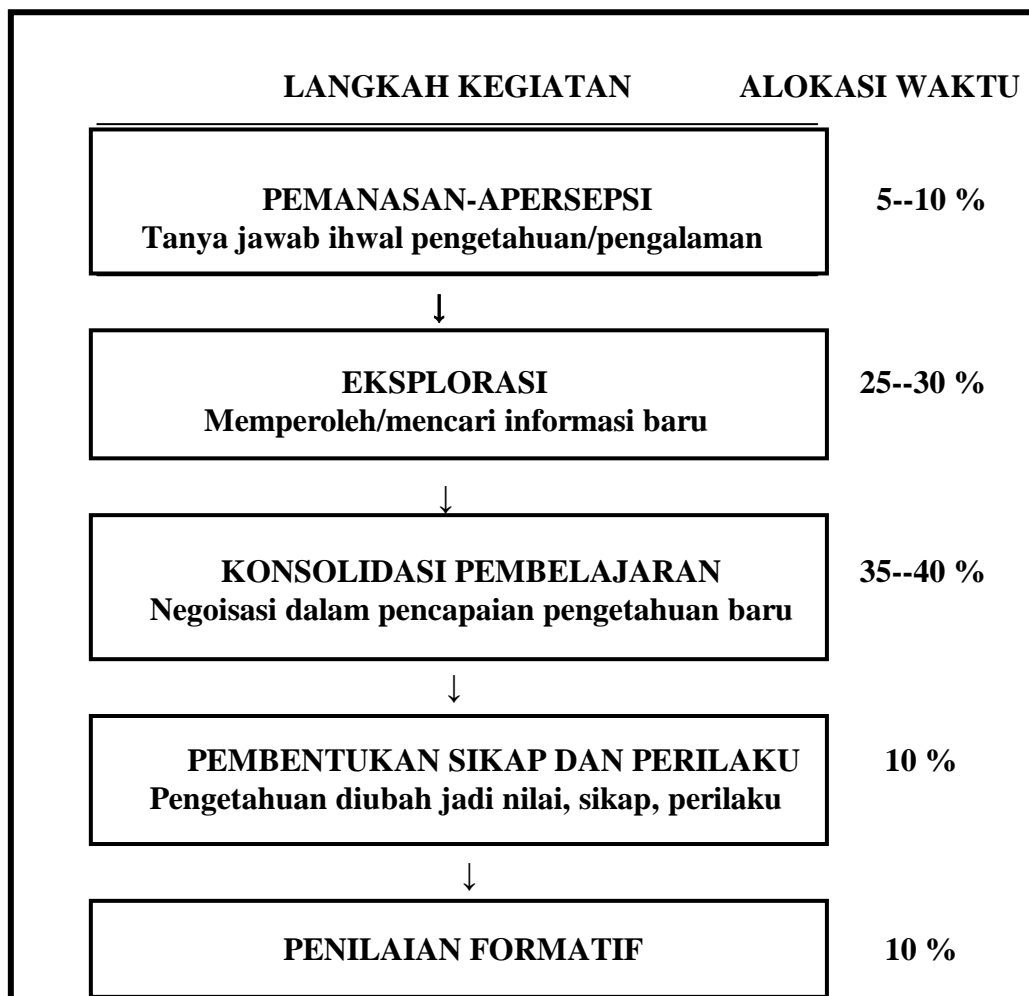 LANGKAH KEGIATAN ALOKASI WAKTU
PEMANASAN-APERSEPSI 5--10 %
Tanya jawab ihwal pengetahuan/pengalaman
↓
EKSPLORASI 25--30 %
Memperoleh/mencari informasi baru
↓
KONSOLIDASI PEMBELAJARAN 35--40 %
Negoisasi dalam pencapaian pengetahuan baru
↓
PEMBENTUKAN SIKAP DAN PERILAKU 10 %
Pengetahuan diubah jadi nilai, sikap, perilaku
↓
PENILAIAN FORMATIF 10 %